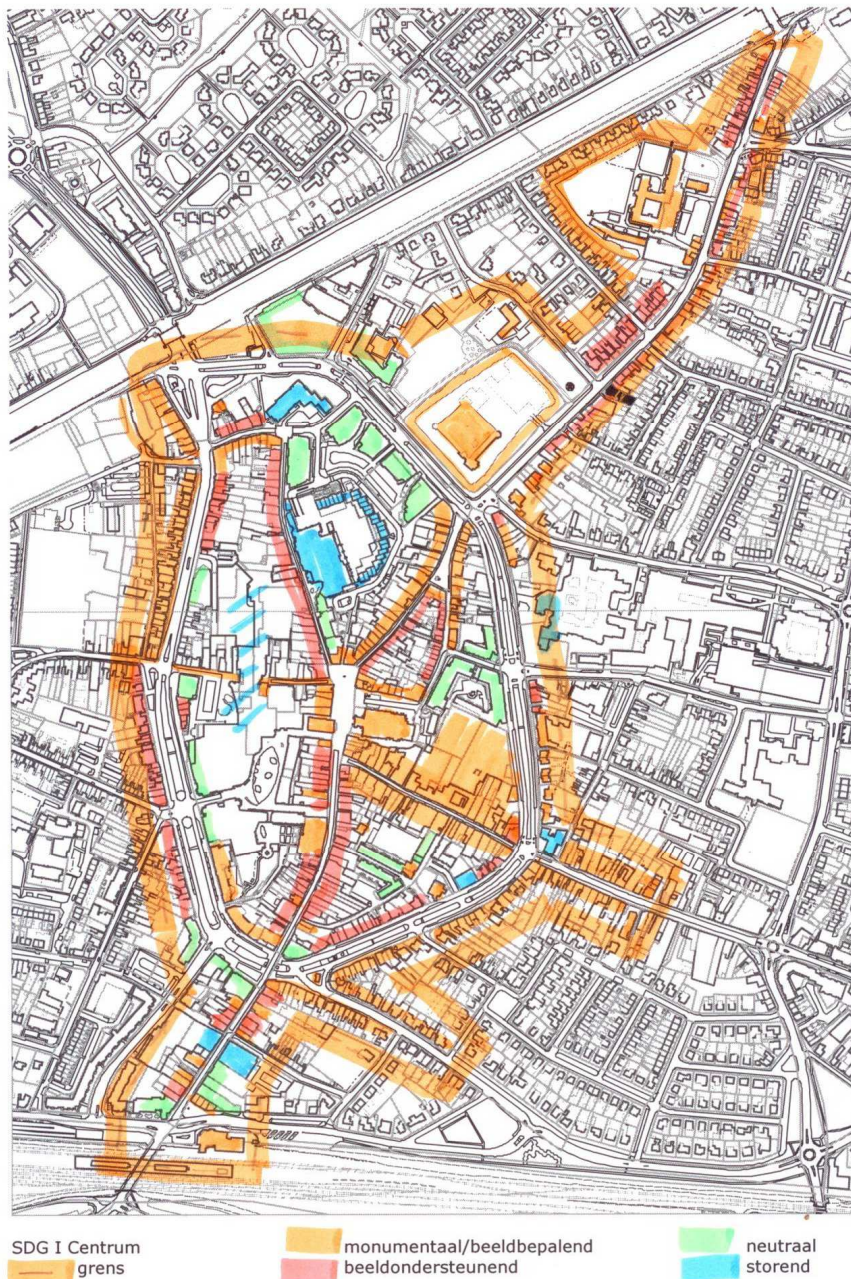 SDG I Centrum
grens
monumentaal/beeldbepalend
beeldondersteunend
neutraal
storend